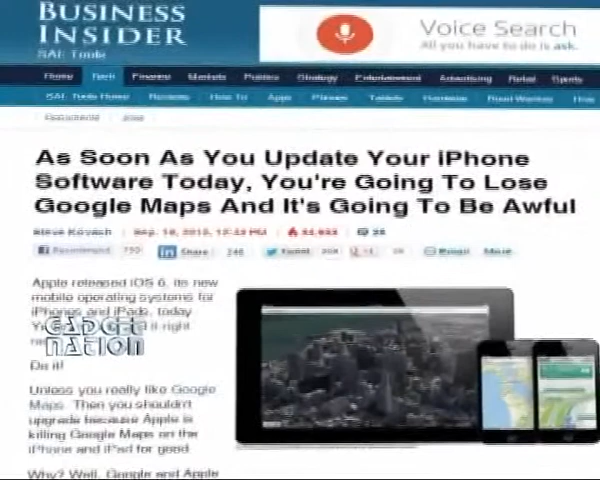 BUSINESS
INSIDER
SAI: Tools
Voice Search
All you have to do is ask.
Home Tech Finance Markets Politics Strategy Entertainment Advertising Retail Sports
SAI: Tools Home Reviews How To Apps Phones Tablets
As Soon As You Update Your iPhone
Software Today, You're Going To Lose
Google Maps And It's Going To Be Awful
Steve Kovach
Recommend Share 246 Tweet Email More
Apple released iOS 6, its new
mobile operating systems for
iPhones and iPads, today
it right
GADGET
NATION
Do it!
Unless you really like Google
Maps. Then you shouldn't
upgrade because Apple is
killing Google Maps on the
iPhone and iPad for good
Why? Well, Google and Apple